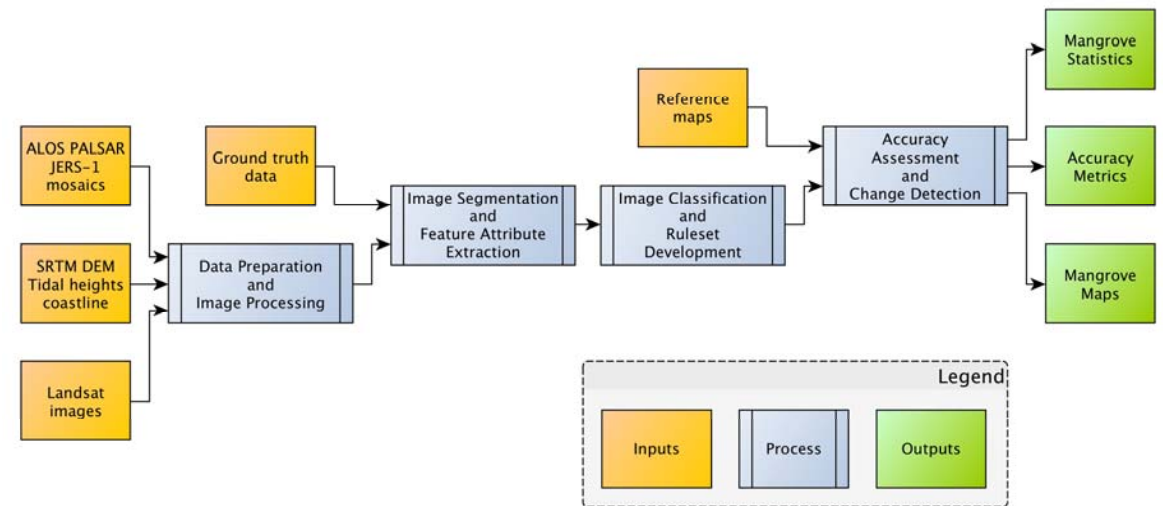 ALOS PALSAR
JERS-1
mosaics
SRTM DEM
Tidal heights
coastline
Landsat
images
Ground truth
data
Data Preparation
and
Image Processing
Image Segmentation
and
Feature Attribute
Extraction
Image Classification
and
Ruleset
Development
Reference
maps
Accuracy
Assessment
and
Change Detection
Mangrove
Statistics
Accuracy
Metrics
Mangrove
Maps
Legend
Inputs
Process
Outputs